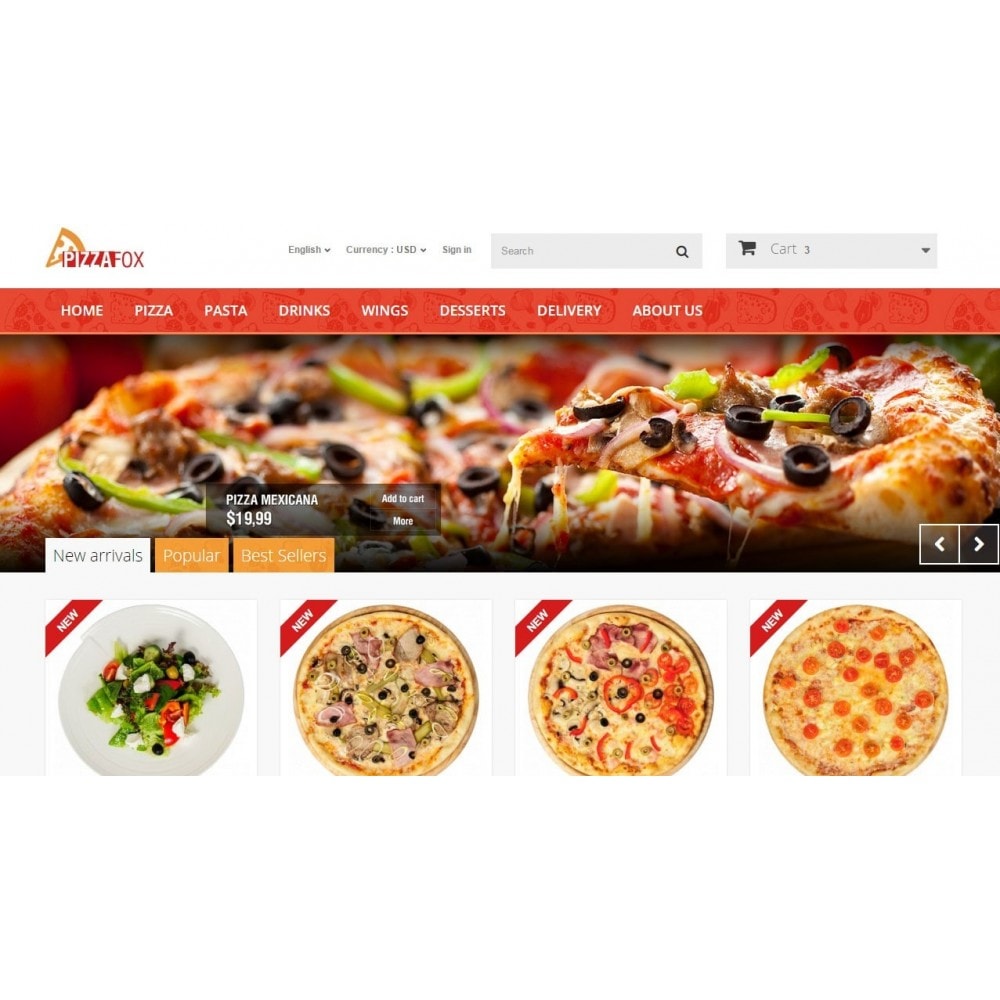 PIZZAFOX
English
Currency : USD
Sign in
Search
Cart 3
HOME PIZZA PASTA DRINKS WINGS DESSERTS DELIVERY ABOUT US
PIZZA MEXICANA
$19,99
Add to cart
More
New arrivals Popular Best Sellers
NEW
NEW
NEW
NEW